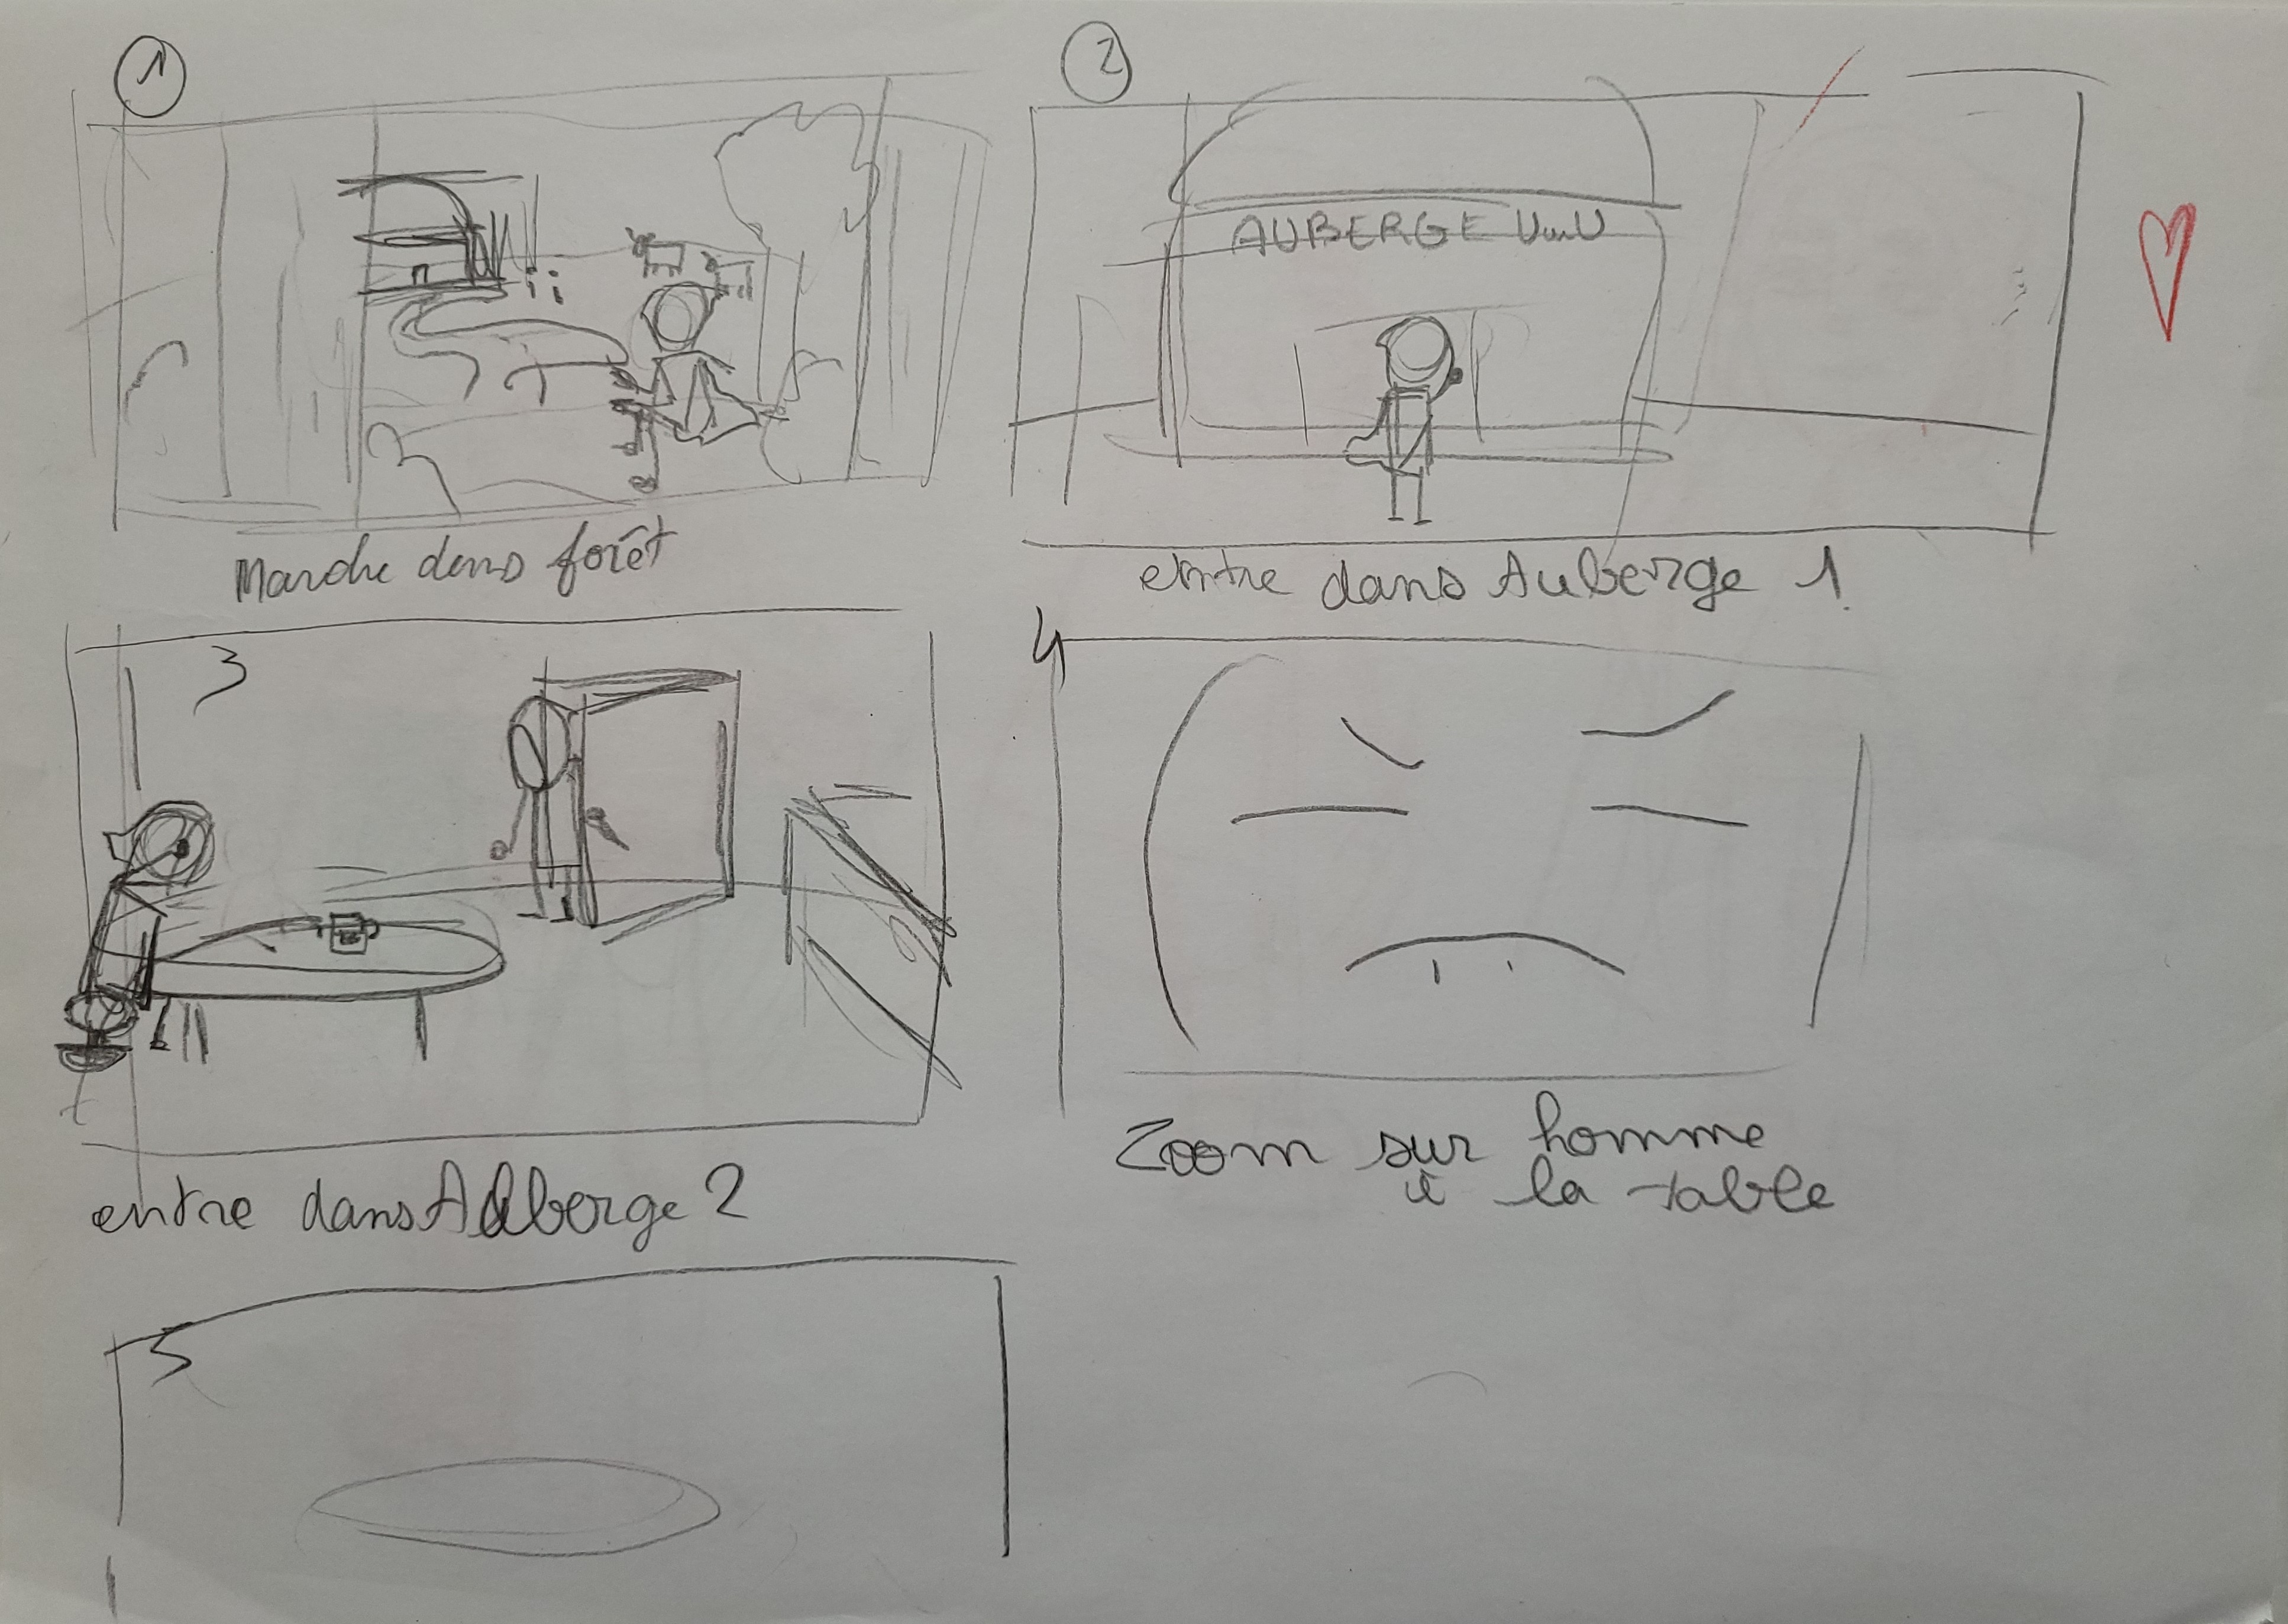 1
2
AUBERGE UwU
Marche dans forêt
entre dans Auberge 1
3
4
entre dans Auberge 2
Zoom sur homme
à la table
5